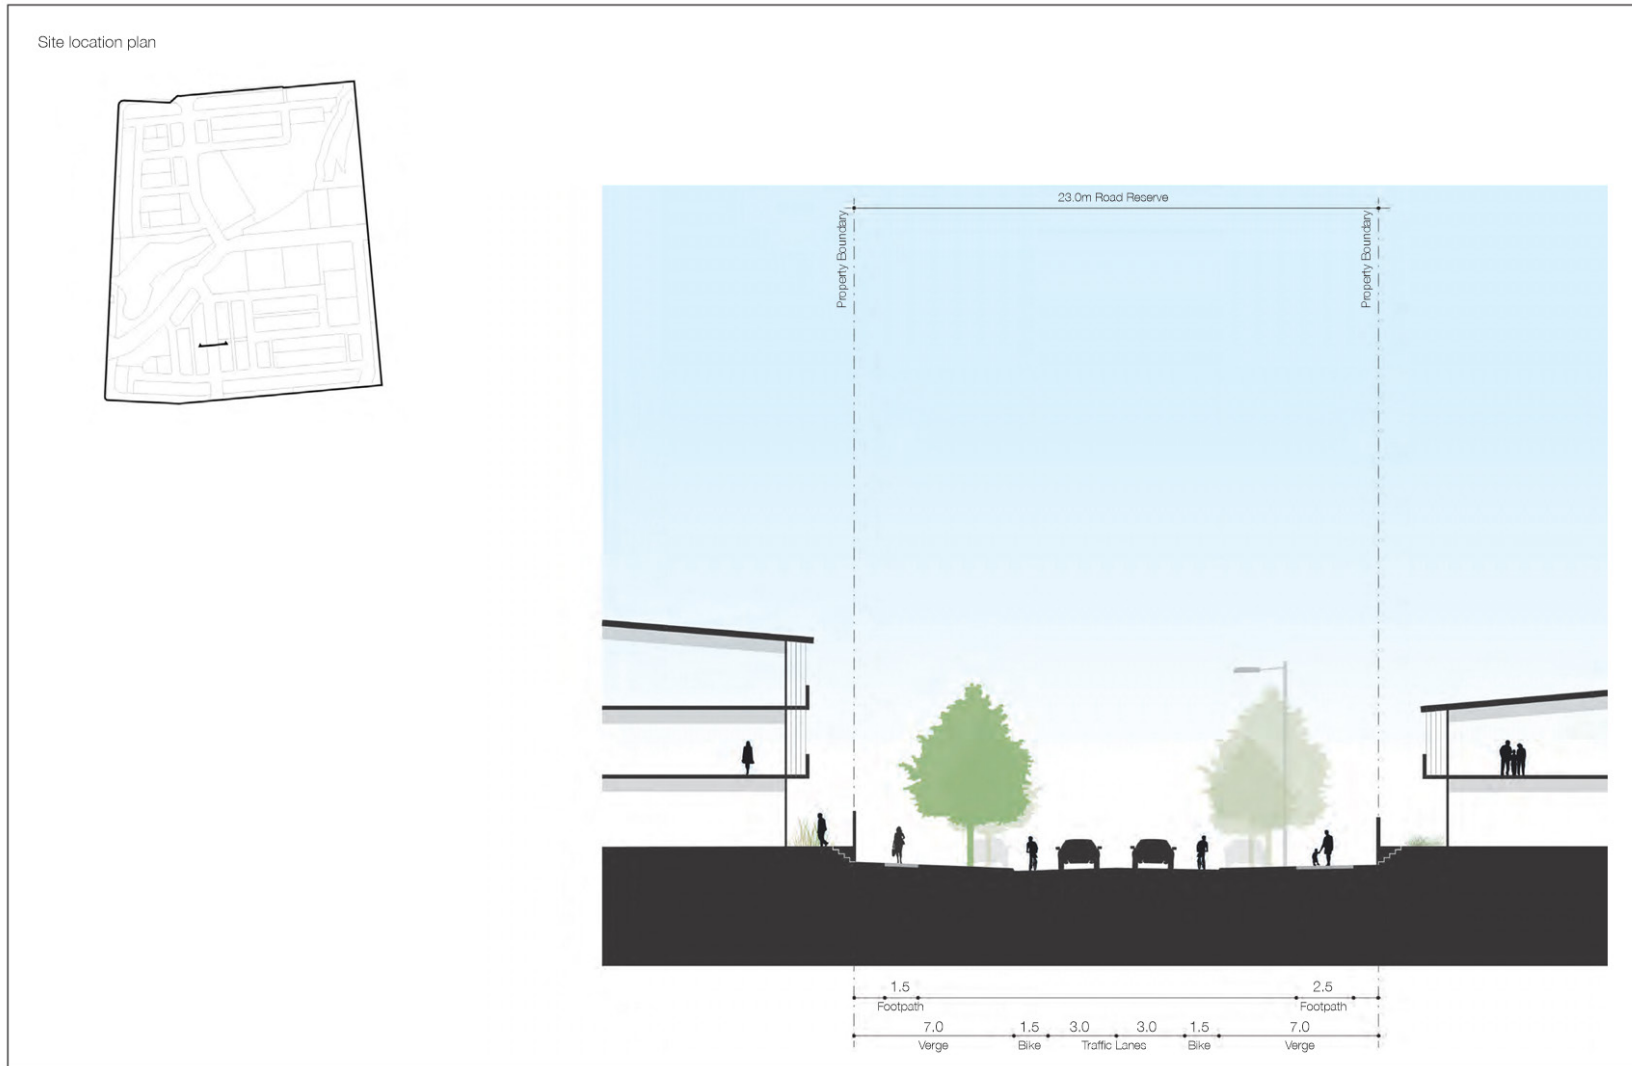 Site location plan
23.0m Road Reserve
Property Boundary
Property Boundary
1.5
2.5
Footpath
Footpath
7.0
1.5
3.0
3.0
1.5
7.0
Verge
Bike
Traffic Lanes
Bike
Verge